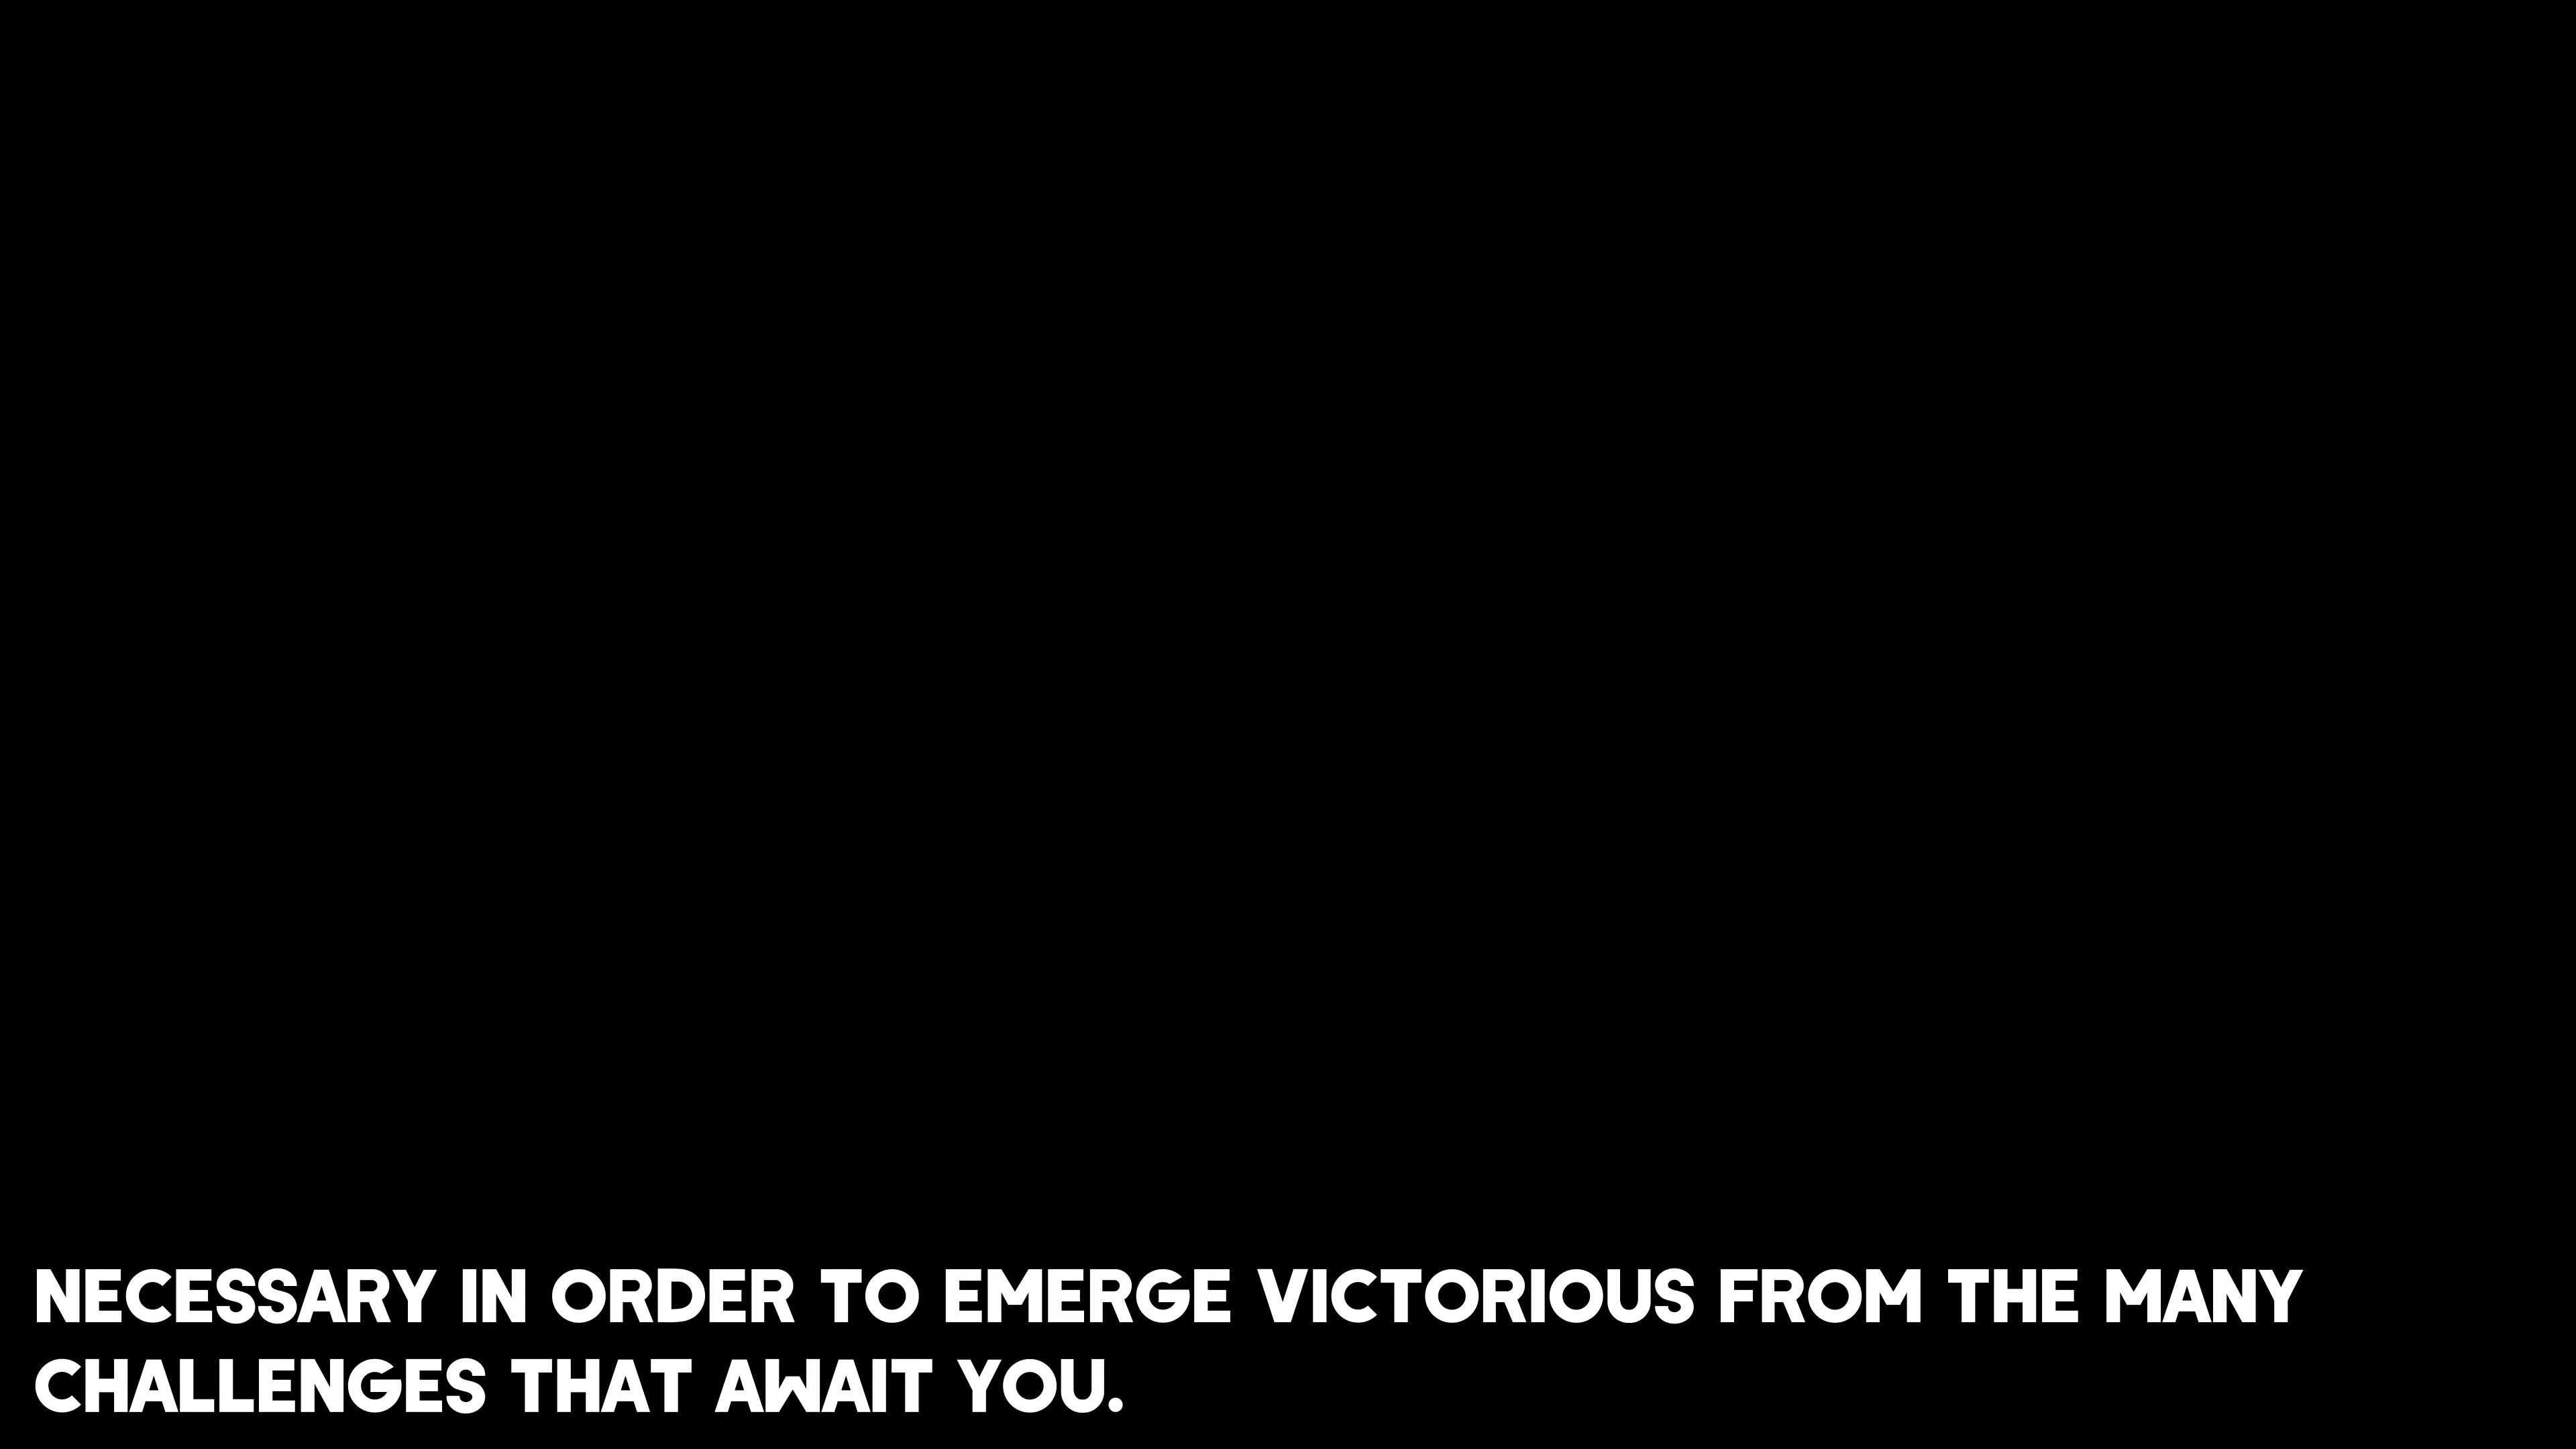 NECESSARY IN ORDER TO EMERGE VICTORIOUS FROM THE MANY
CHALLENGES THAT AWAIT YOU.